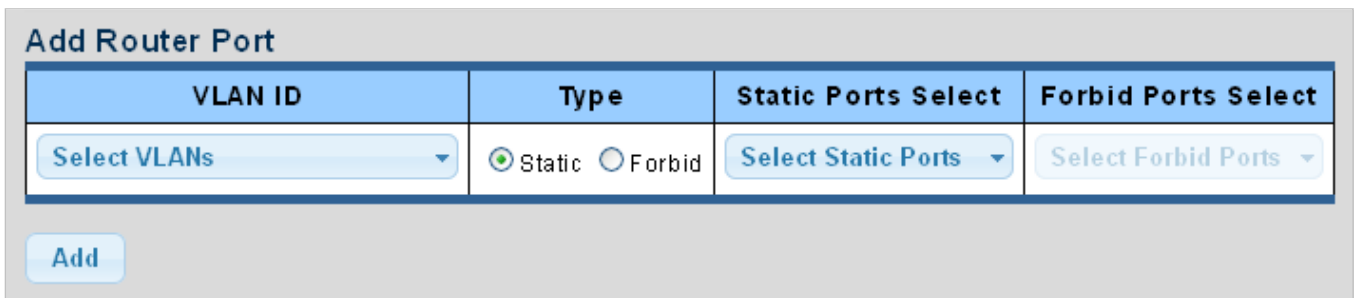 Add Router Port
VLAN ID Type Static Ports Select Forbid Ports Select
Select VLANs Static Forbid Select Static Ports Select Forbid Ports
Add